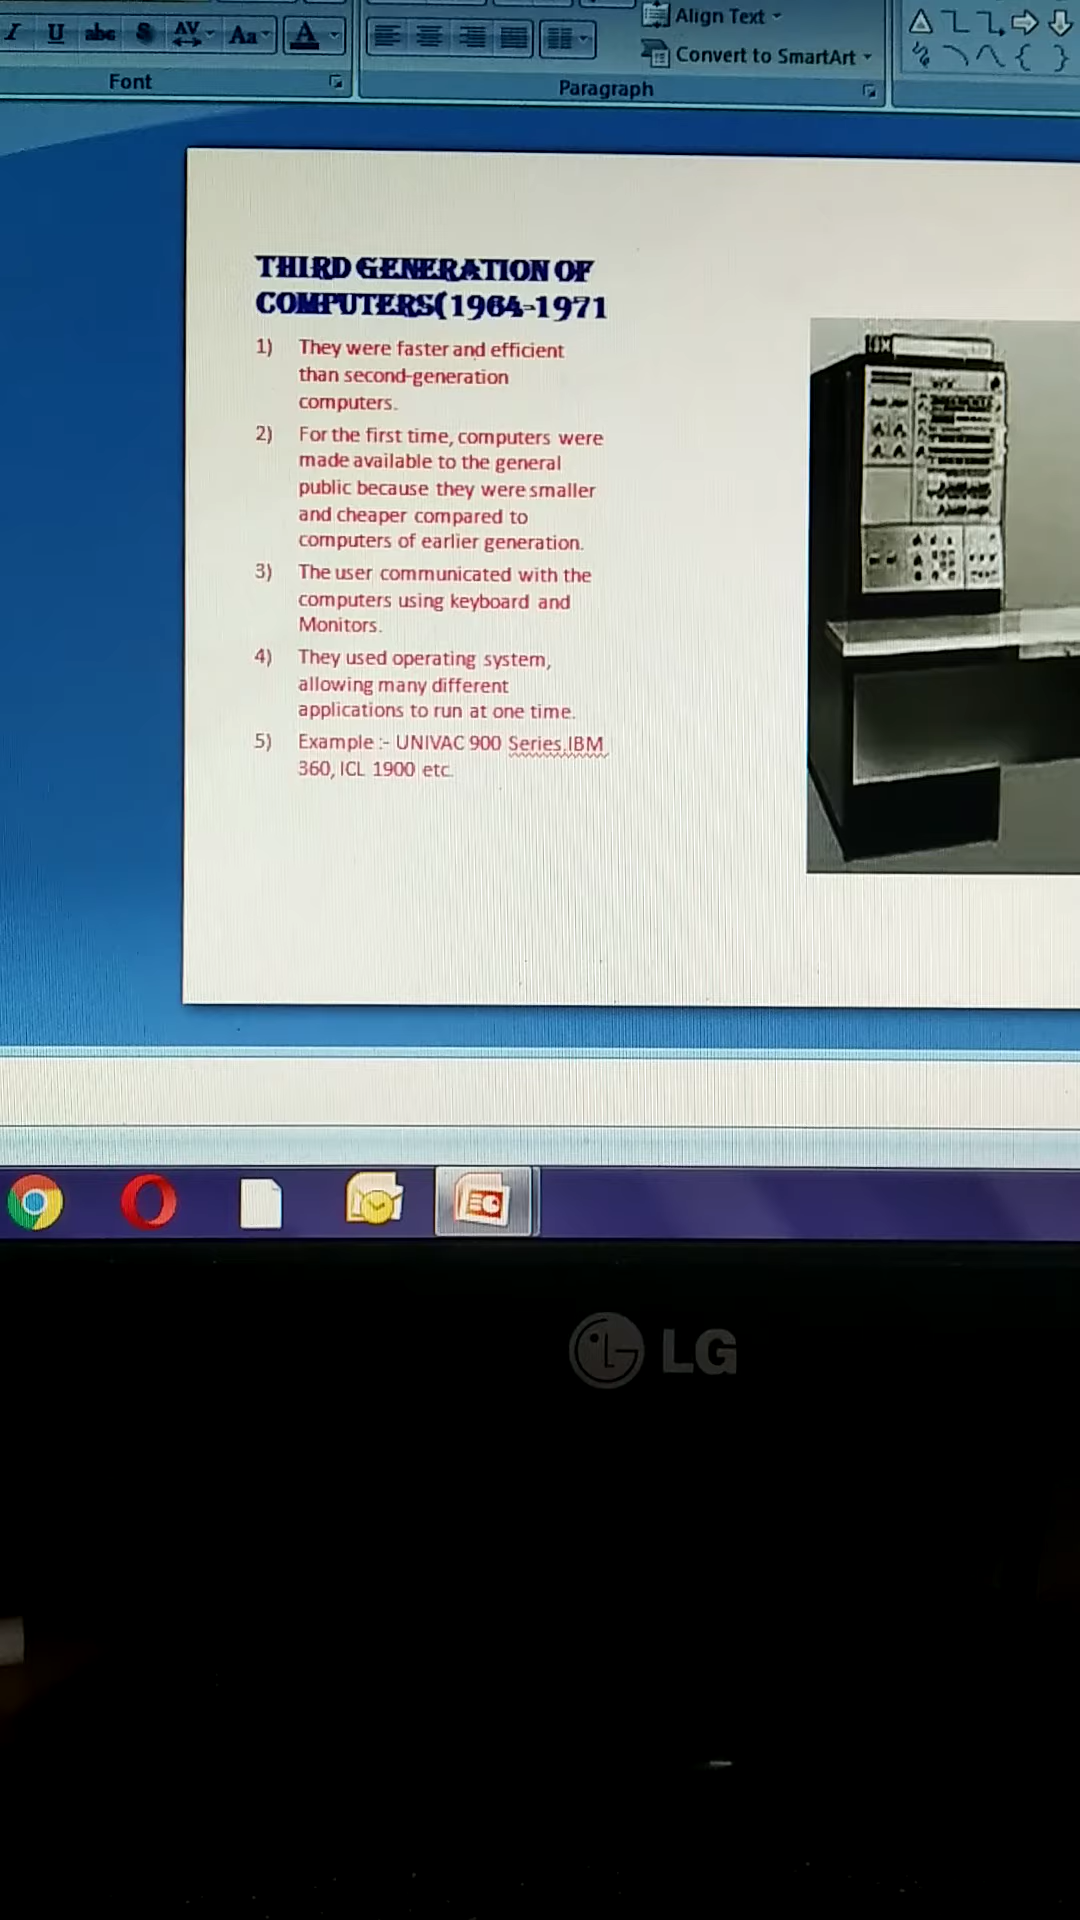 I U abc S AV Aa A
Align Text
Convert to SmartArt
Font
Paragraph
THIRD GENERATION OF
COMPUTERS(1964-1971
1) They were faster and efficient
than second-generation
computers.
2) For the first time, computers were
made available to the general
public because they were smaller
and cheaper compared to
computers of earlier generation.
3) The user communicated with the
computers using keyboard and
Monitors.
4) They used operating system,
allowing many different
applications to run at one time.
5) Example :- UNIVAC 900 Series,IBM
360, ICL 1900 etc.
LG